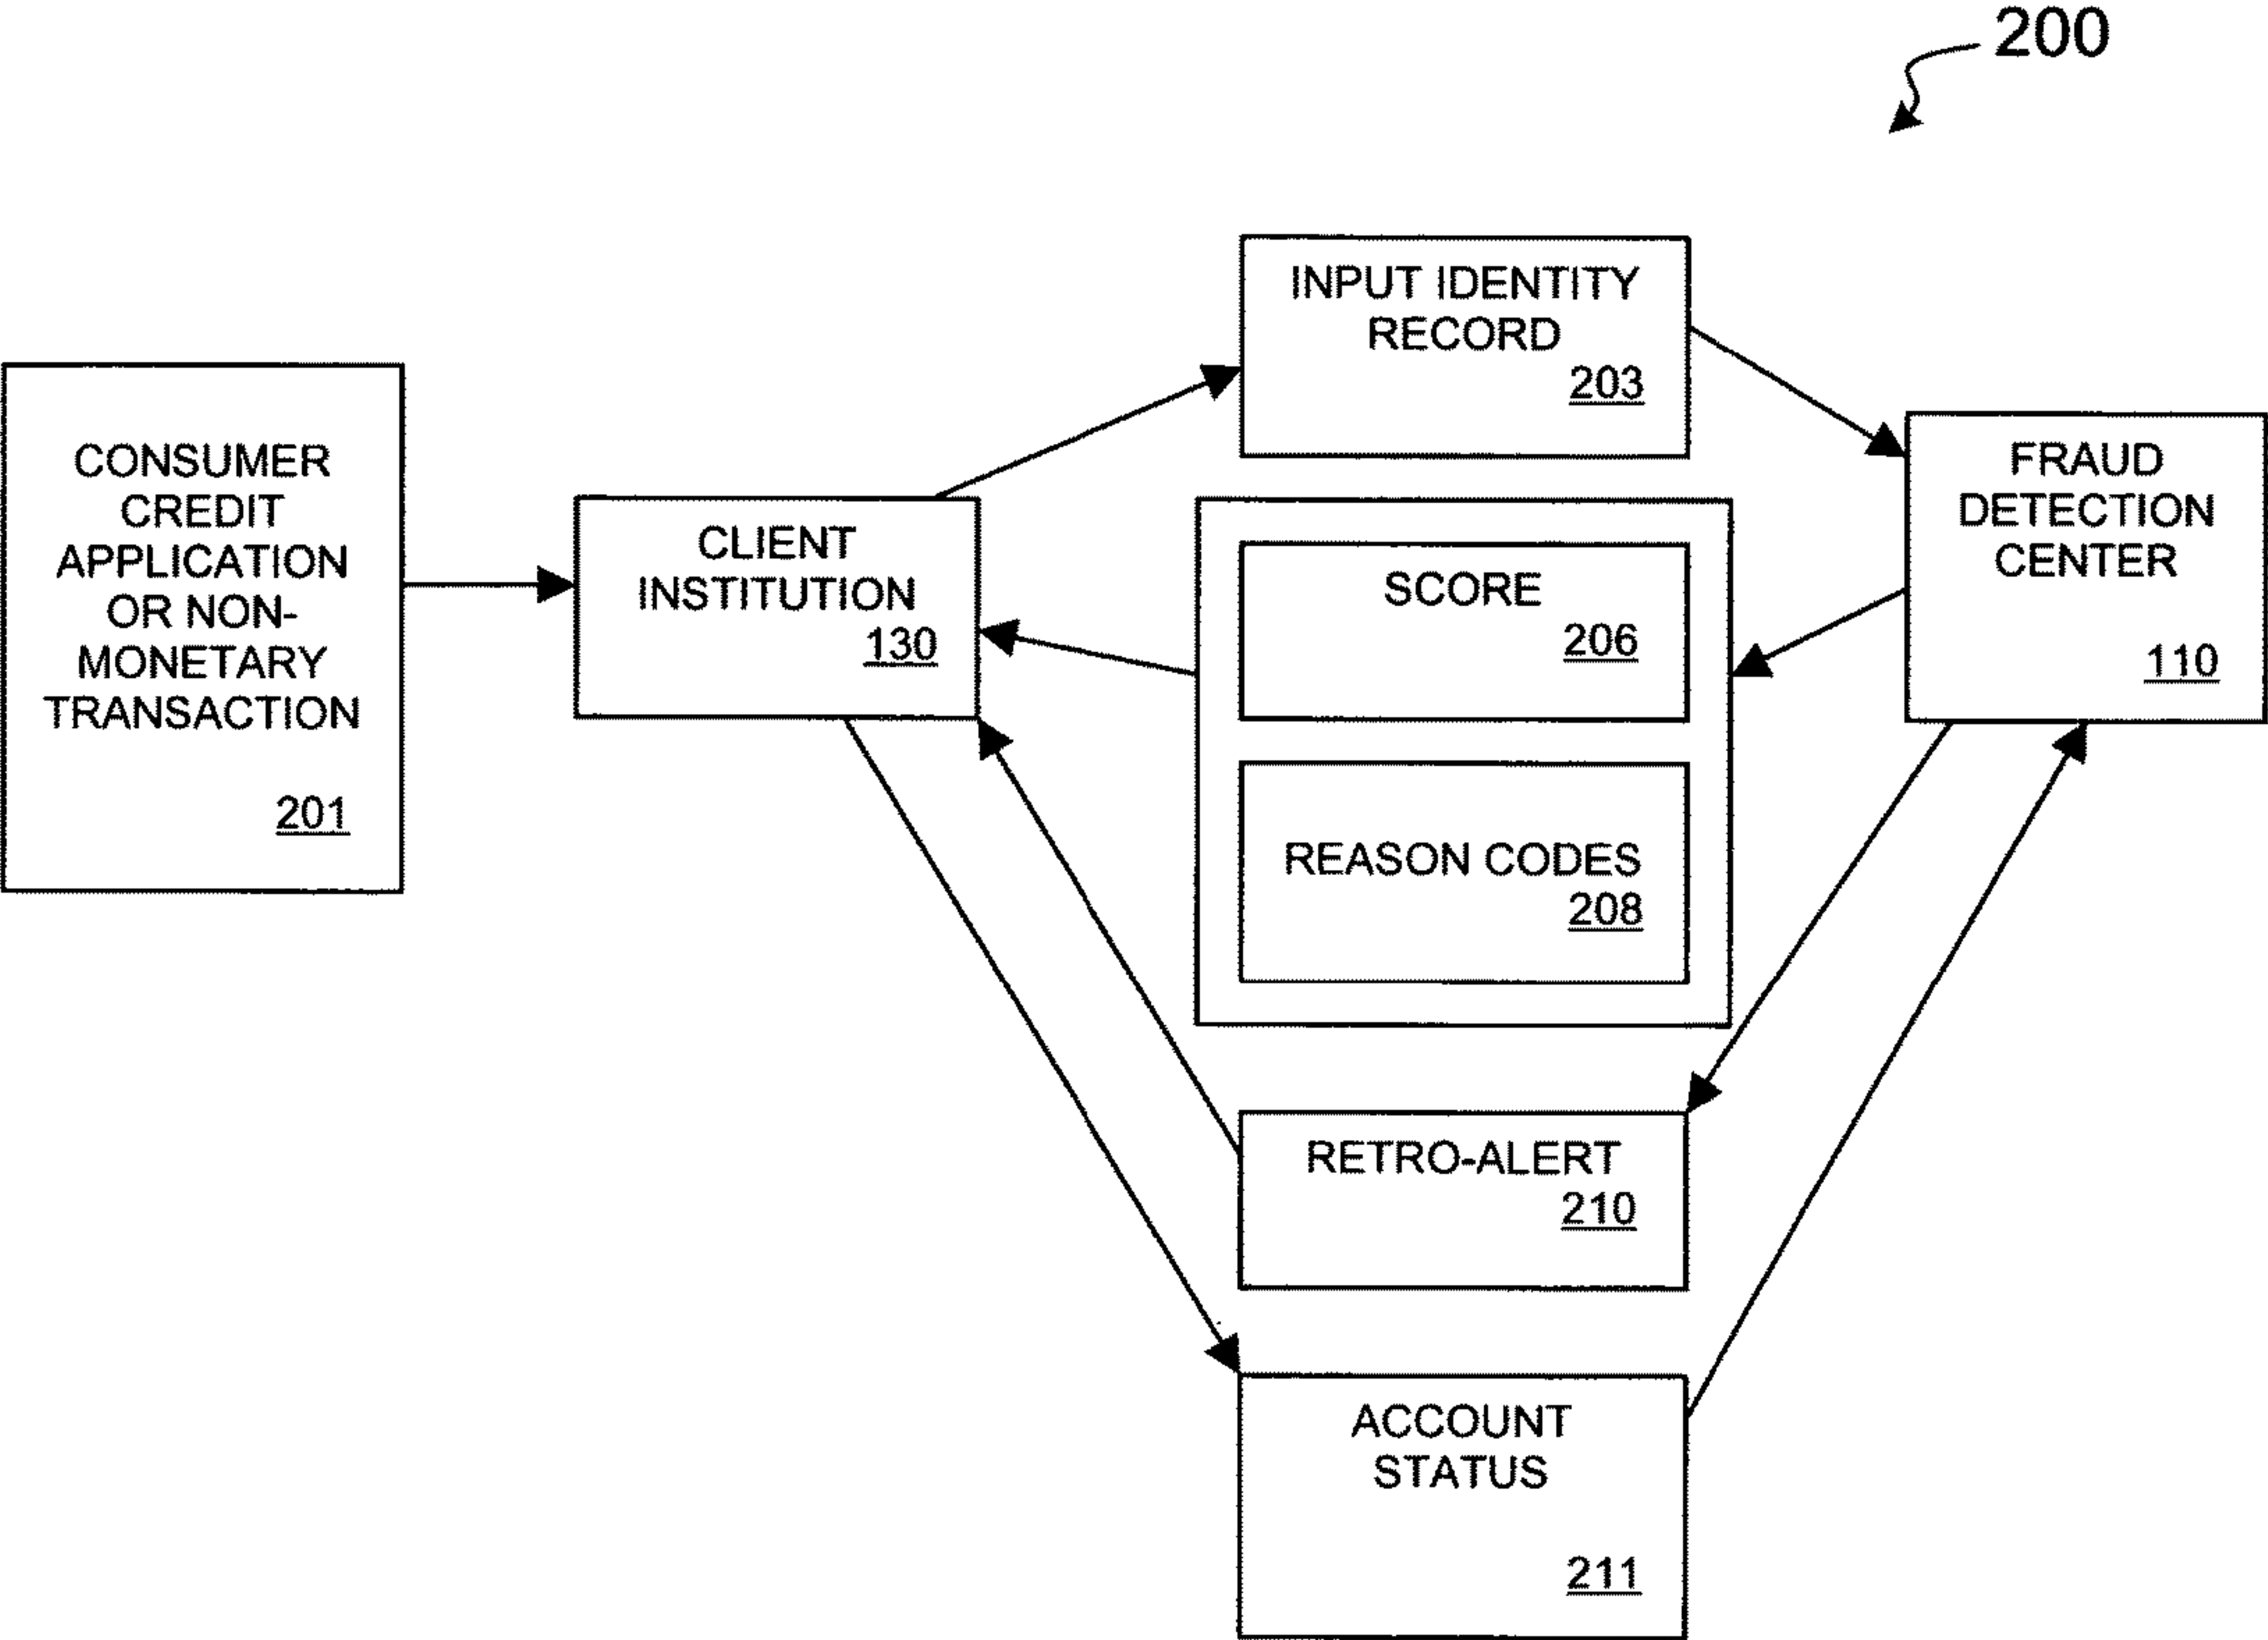 200
CONSUMER
CREDIT
APPLICATION
OR NON-
MONETARY
TRANSACTION
201
CLIENT
INSTITUTION
130
INPUT IDENTITY
RECORD
203
SCORE
206
REASON CODES
208
RETRO-ALERT
210
ACCOUNT
STATUS
211
FRAUD
DETECTION
CENTER
110